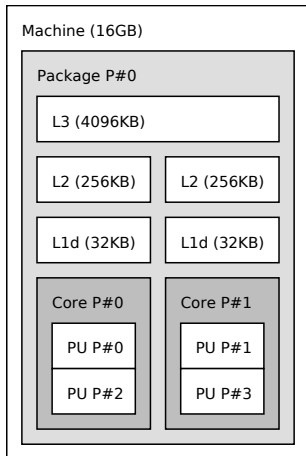 Machine (16GB)
Package P#0
L3 (4096KB)
L2 (256KB) L2 (256KB)
L1d (32KB) L1d (32KB)
Core P#0 Core P#1
PU P#0 PU P#1
PU P#2 PU P#3